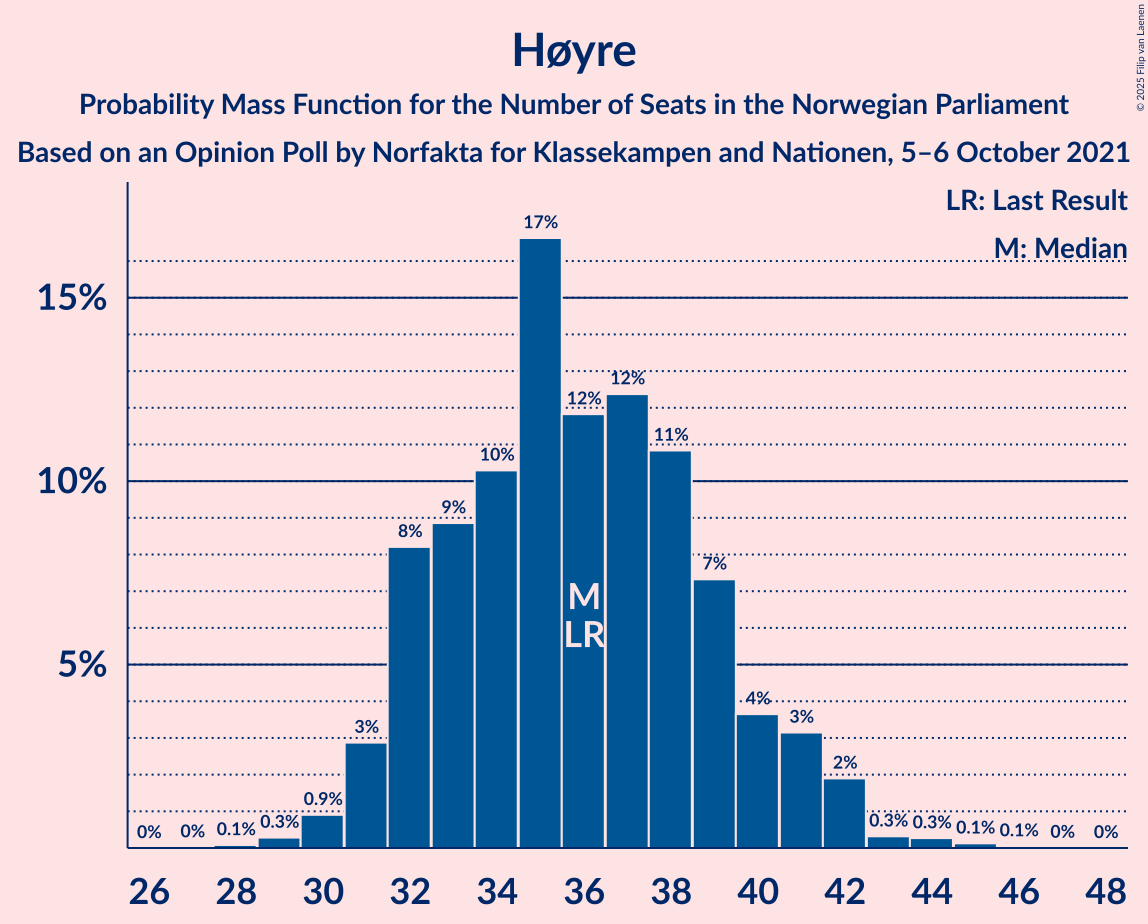 Høyre
Probability Mass Function for the Number of Seats in the Norwegian Parliament
Based on an Opinion Poll by Norfakta for Klassekampen and Nationen, 5–6 October 2021
© 2025 Filip van Laenen
LR: Last Result
M: Median
15%
10%
5%
0%
0%
0.1%
0.3%
0.9%
3%
8%
9%
10%
17%
12%
12%
11%
7%
4%
3%
2%
0.3%
0.3%
0.1%
0.1%
0%
0%
M
LR
26 28 30 32 34 36 38 40 42 44 46 48